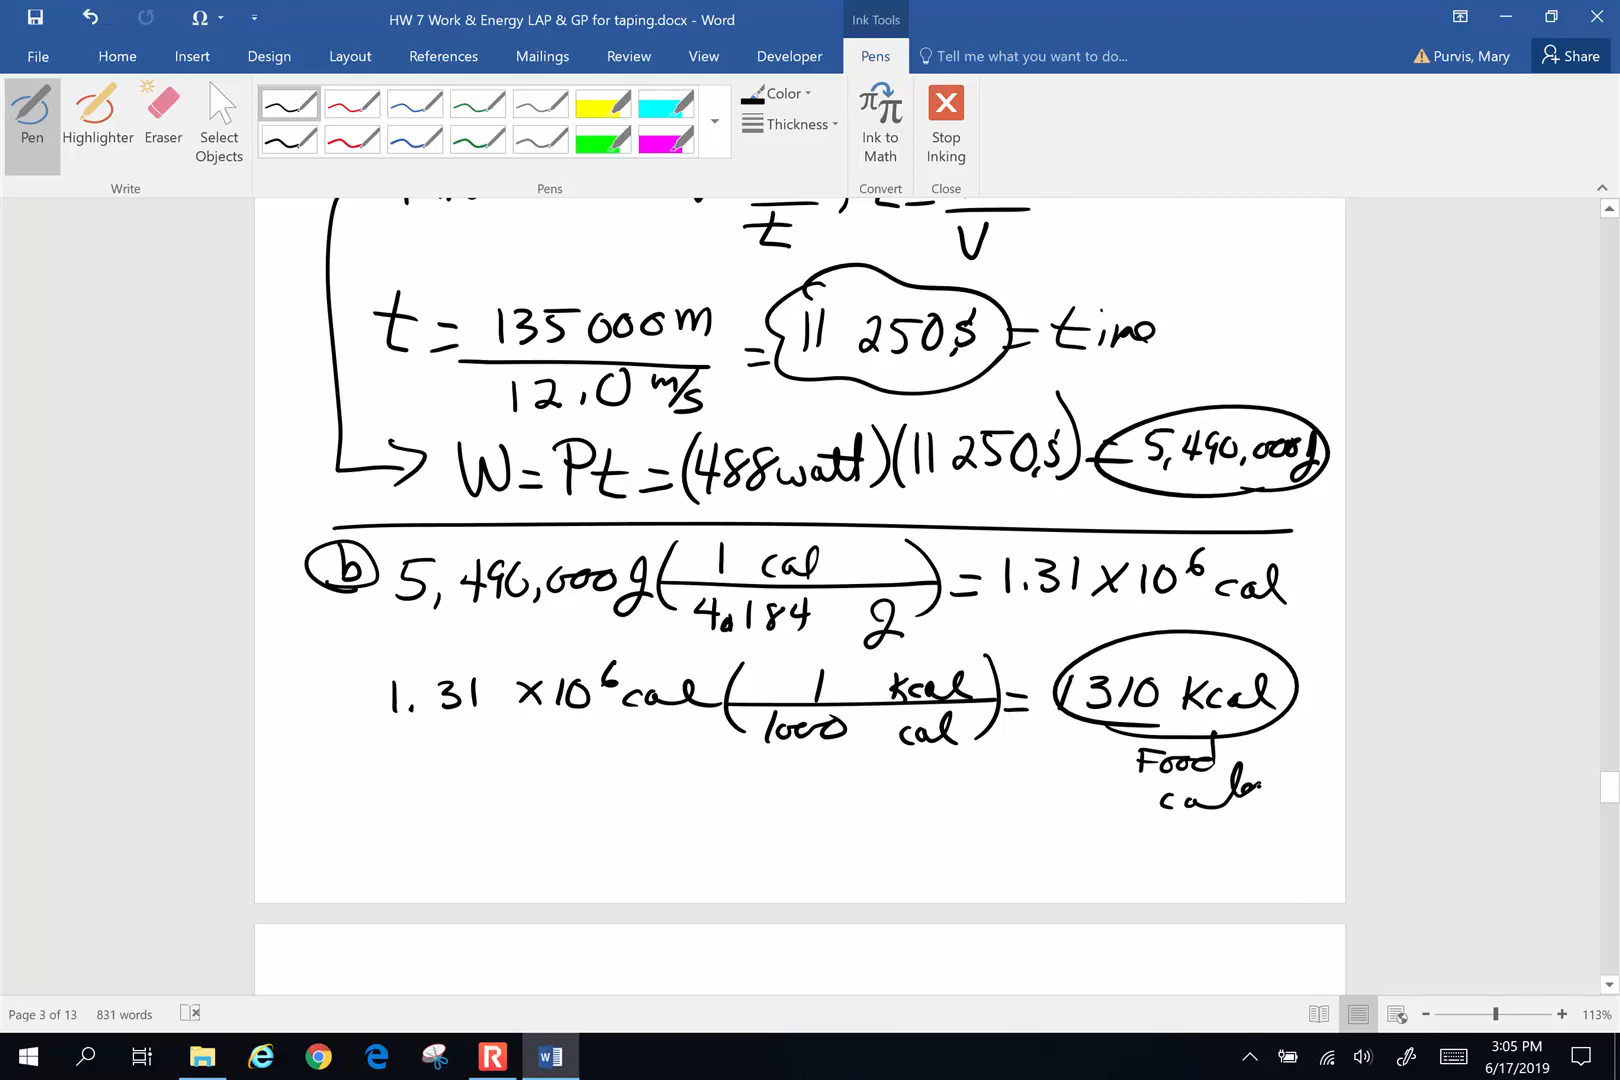 HW 7 Work & Energy LAP & GP for taping.docx - Word
Ink Tools
File Home Insert Design Layout References Mailings Review View Developer Pens Tell me what you want to do... Purvis, Mary Share
Pen Highlighter Eraser Select Objects
Color
Thickness
Ink to Math
Stop Inking
Write Pens Convert Close
t
V
t = 135 000 m / 12.0 m/s = 11 250 s = time
W = Pt = (488 watt)(11 250 s) = 5,490,000 J
b 5,490,000 J (1 cal / 4.184 J) = 1.31 × 10⁶ cal
1.31 × 10⁶ cal (1 kcal / 1000 cal) = 1310 Kcal
Food
cal
Page 3 of 13 831 words 113%
3:05 PM
6/17/2019